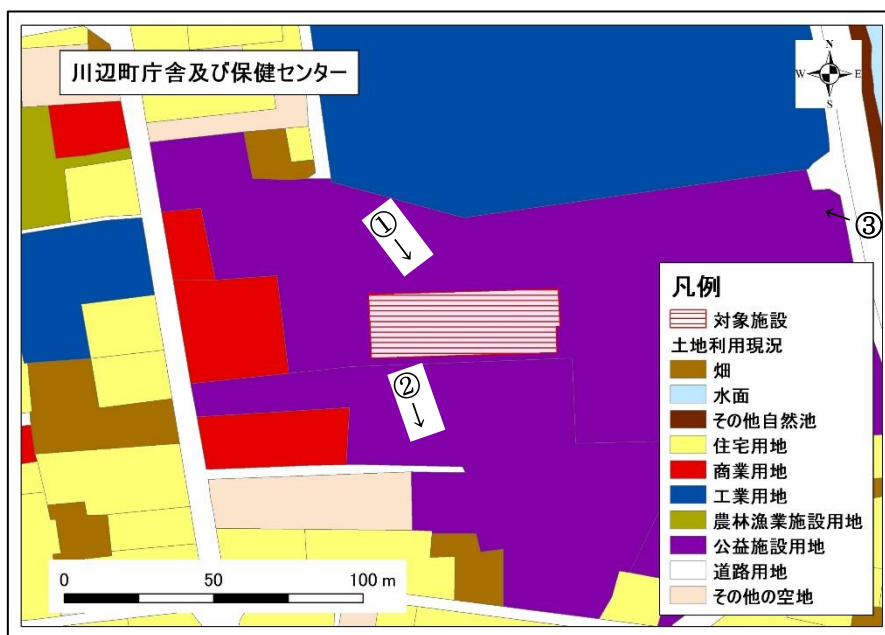 川辺町庁舎及び保健センター
N
W E
S
①
→
②
→
←③
凡例
対象施設
土地利用現況
畑
水面
その他自然池
住宅用地
商業用地
工業用地
農林漁業施設用地
公益施設用地
道路用地
その他の空地
0 50 100 m